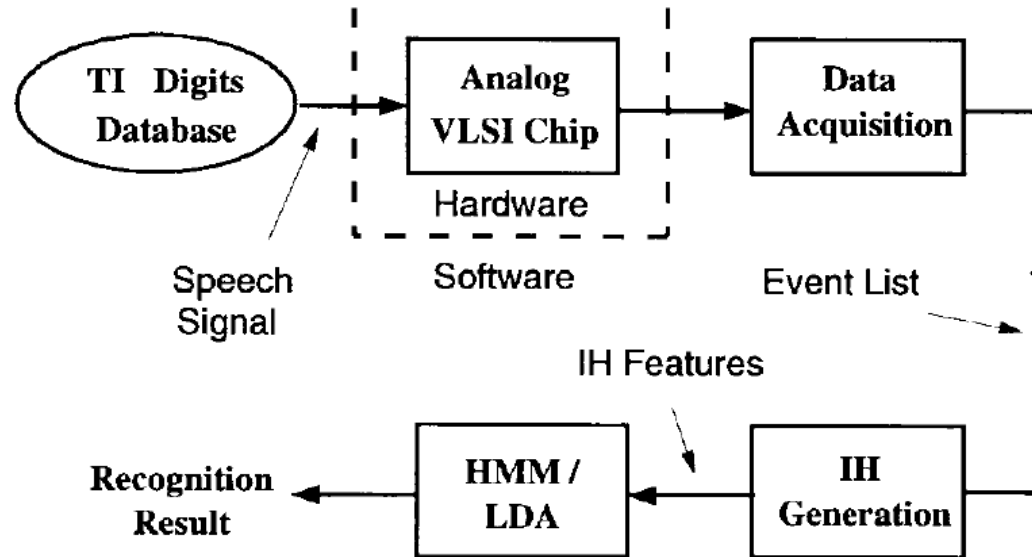 TI Digits
Database
Analog
VLSI Chip
Data
Acquisition
Hardware
Software
Speech
Signal
Event List
IH Features
Recognition
Result
HMM /
LDA
IH
Generation